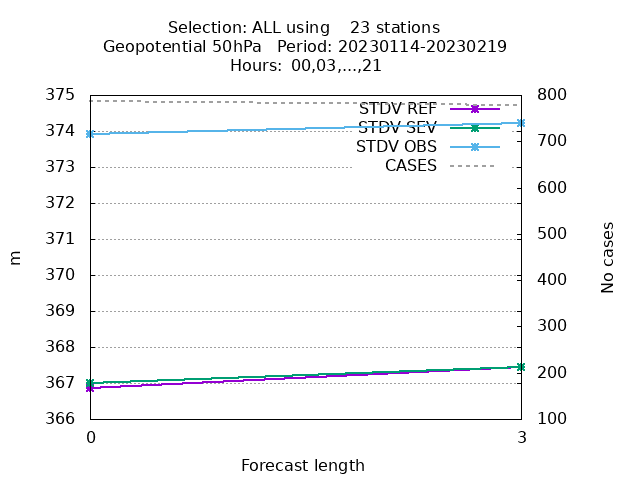 Selection: ALL using    23 stations
Geopotential 50hPa   Period: 20230114-20230219
Hours:  00,03,...,21
375
374
373
372
371
370
369
368
367
366
800
700
600
500
400
300
200
100
STDV REF
STDV SEV
STDV OBS
CASES
m
No cases
0
3
Forecast length